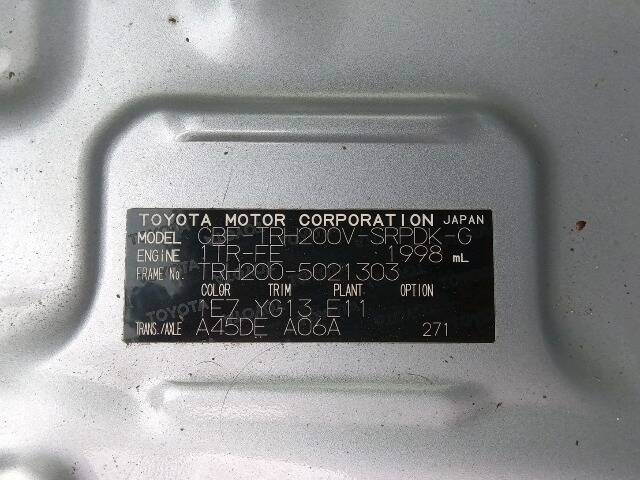 TOYOTA MOTOR CORPORATION JAPAN
MODEL GBF-TRH200V-SRPDK-G
ENGINE 1TR-FE 1998 mL
FRAME No. TRH200-5021303
COLOR TRIM PLANT OPTION
1E7 YG13 E11
TRANS./AXLE A45DE A06A 271